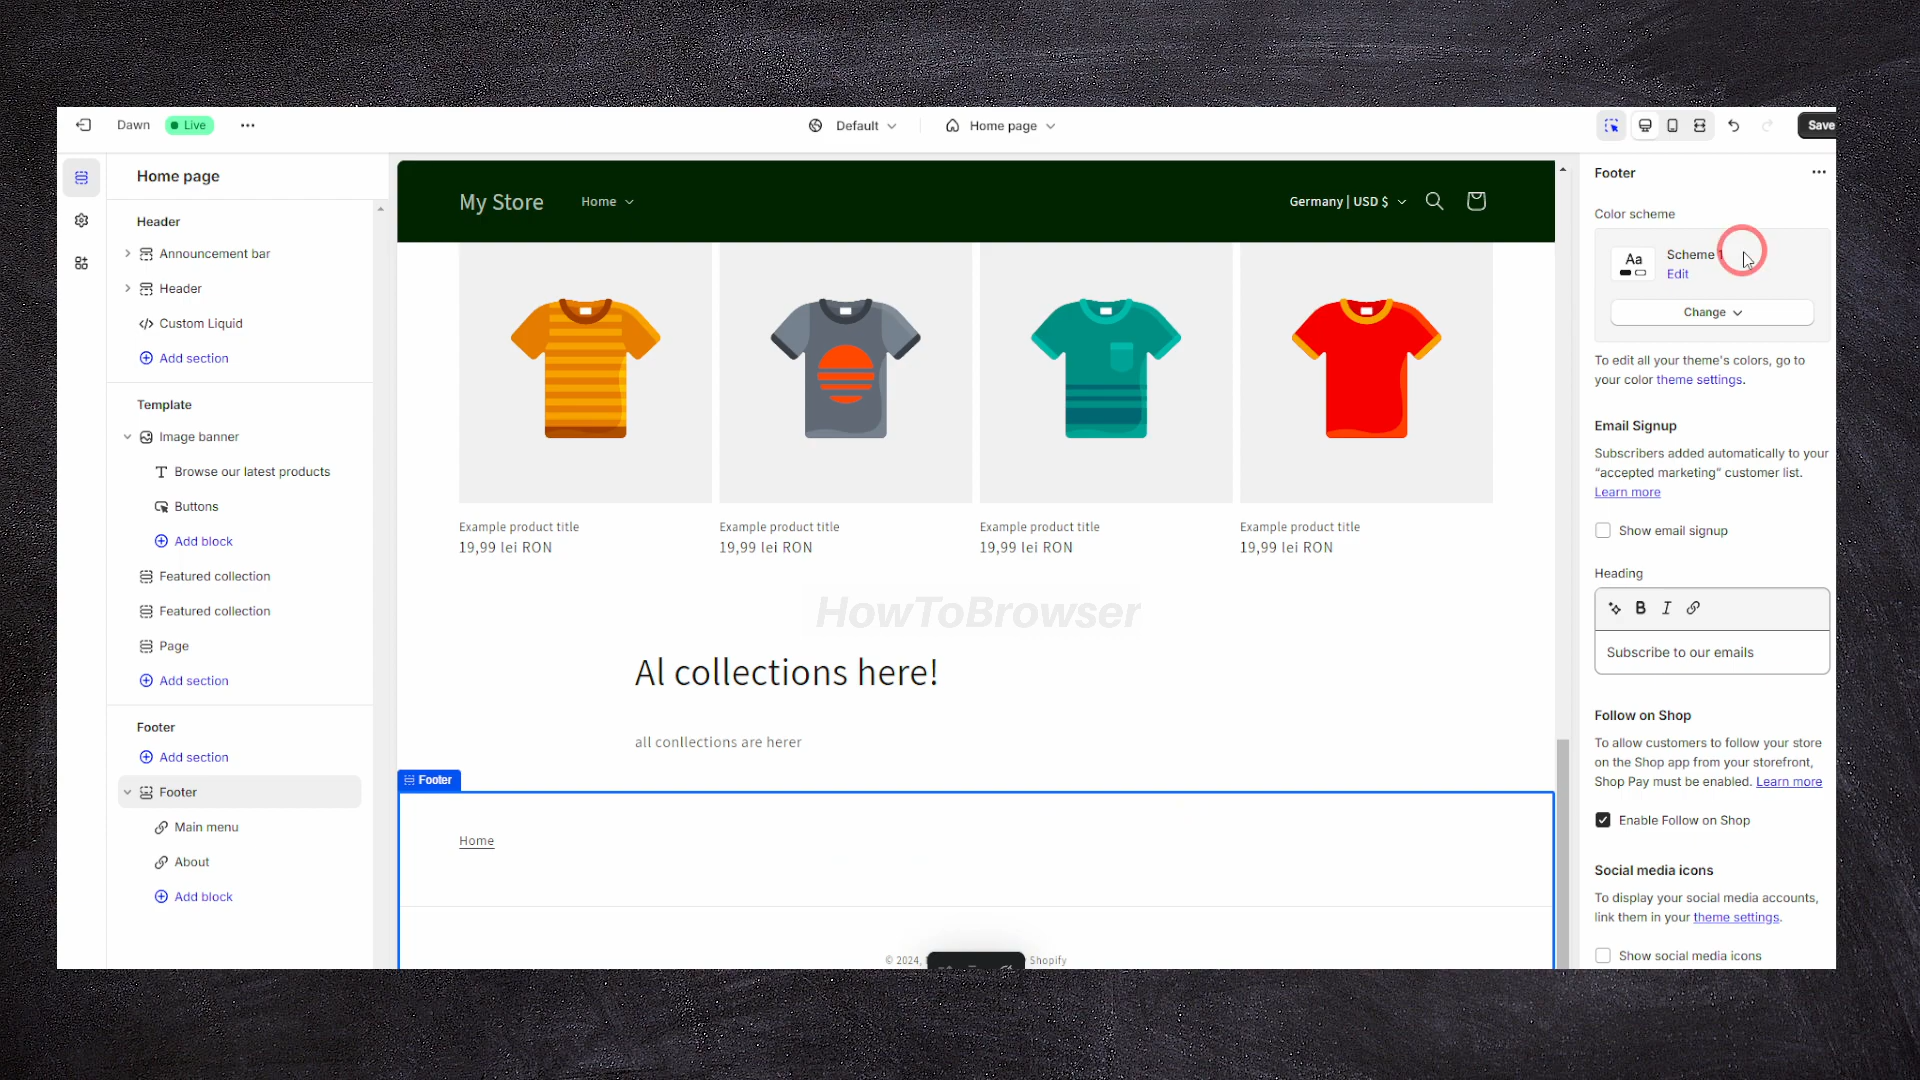 Dawn
Live
Default
Home page
Save
Home page
Header
Announcement bar
Header
Custom Liquid
Add section
Template
Image banner
Browse our latest products
Buttons
Add block
Featured collection
Featured collection
Page
Add section
Footer
Add section
Footer
Main menu
About
Add block
My Store
Home
Germany | USD $
Example product title
19,99 lei RON
Example product title
19,99 lei RON
Example product title
19,99 lei RON
Example product title
19,99 lei RON
HowToBrowser
Al collections here!
all conllections are herer
Footer
Home
© 2024,
Shopify
Footer
Color scheme
Aa
Scheme 1
Edit
Change
To edit all your theme's colors, go to
your color theme settings.
Email Signup
Subscribers added automatically to your
“accepted marketing” customer list.
Learn more
Show email signup
Heading
B I
Subscribe to our emails
Follow on Shop
To allow customers to follow your store
on the Shop app from your storefront,
Shop Pay must be enabled. Learn more
Enable Follow on Shop
Social media icons
To display your social media accounts,
link them in your theme settings.
Show social media icons